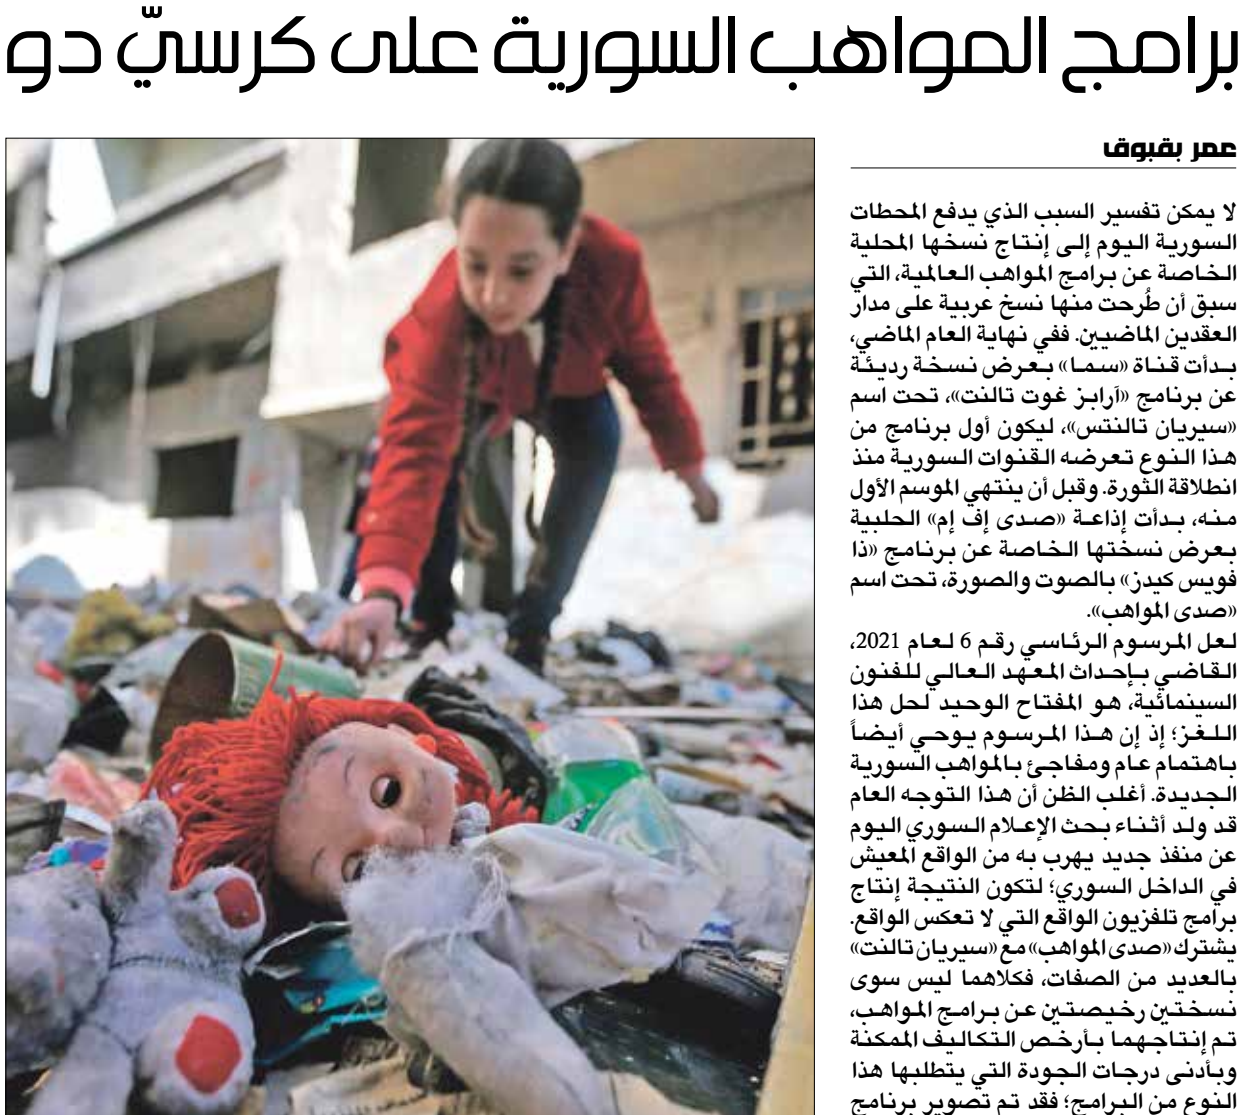 برامج المواهب السورية على كرسيّ دو
عمر بقبوق
لا يمكن تفسير السبب الذي يدفع المحطات
السورية اليوم إلى إنتاج نسخها المحلية
الخاصة عن برامج المواهب العالمية، التي
سبق أن طُرحت منها نسخ عربية على مدار
العقدين الماضيين. ففي نهاية العام الماضي،
بدأت قناة «سما» بعرض نسخة رديئة
عن برنامج «آرابز غوت تالنت»، تحت اسم
«سيريان تالنتس»، ليكون أول برنامج من
هذا النوع تعرضه القنوات السورية منذ
انطلاقة الثورة. وقبل أن ينتهي الموسم الأول
منه، بدأت إذاعة «صدى إف إم» الحلبية
بعرض نسختها الخاصة عن برنامج «ذا
فويس كيدز» بالصوت والصورة، تحت اسم
«صدى المواهب».
لعل المرسوم الرئاسي رقم 6 لعام 2021،
القاضي بإحداث المعهد العالي للفنون
السينمائية، هو المفتاح الوحيد لحل هذا
اللغز؛ إذ إن هذا المرسوم يوحي أيضاً
باهتمام عام ومفاجئ بالمواهب السورية
الجديدة. أغلب الظن أن هذا التوجه العام
قد ولد أثناء بحث الإعلام السوري اليوم
عن منفذ جديد يهرب به من الواقع المعيش
في الداخل السوري؛ لتكون النتيجة إنتاج
برامج تلفزيون الواقع التي لا تعكس الواقع.
يشترك «صدى المواهب» مع «سيريان تالنت»
بالعديد من الصفات، فكلاهما ليس سوى
نسختين رخيصتين عن برامج المواهب،
تم إنتاجهما بأرخص التكاليف الممكنة
وبأدنى درجات الجودة التي يتطلبها هذا
النوع من البرامج؛ فقد تم تصوير برنامج